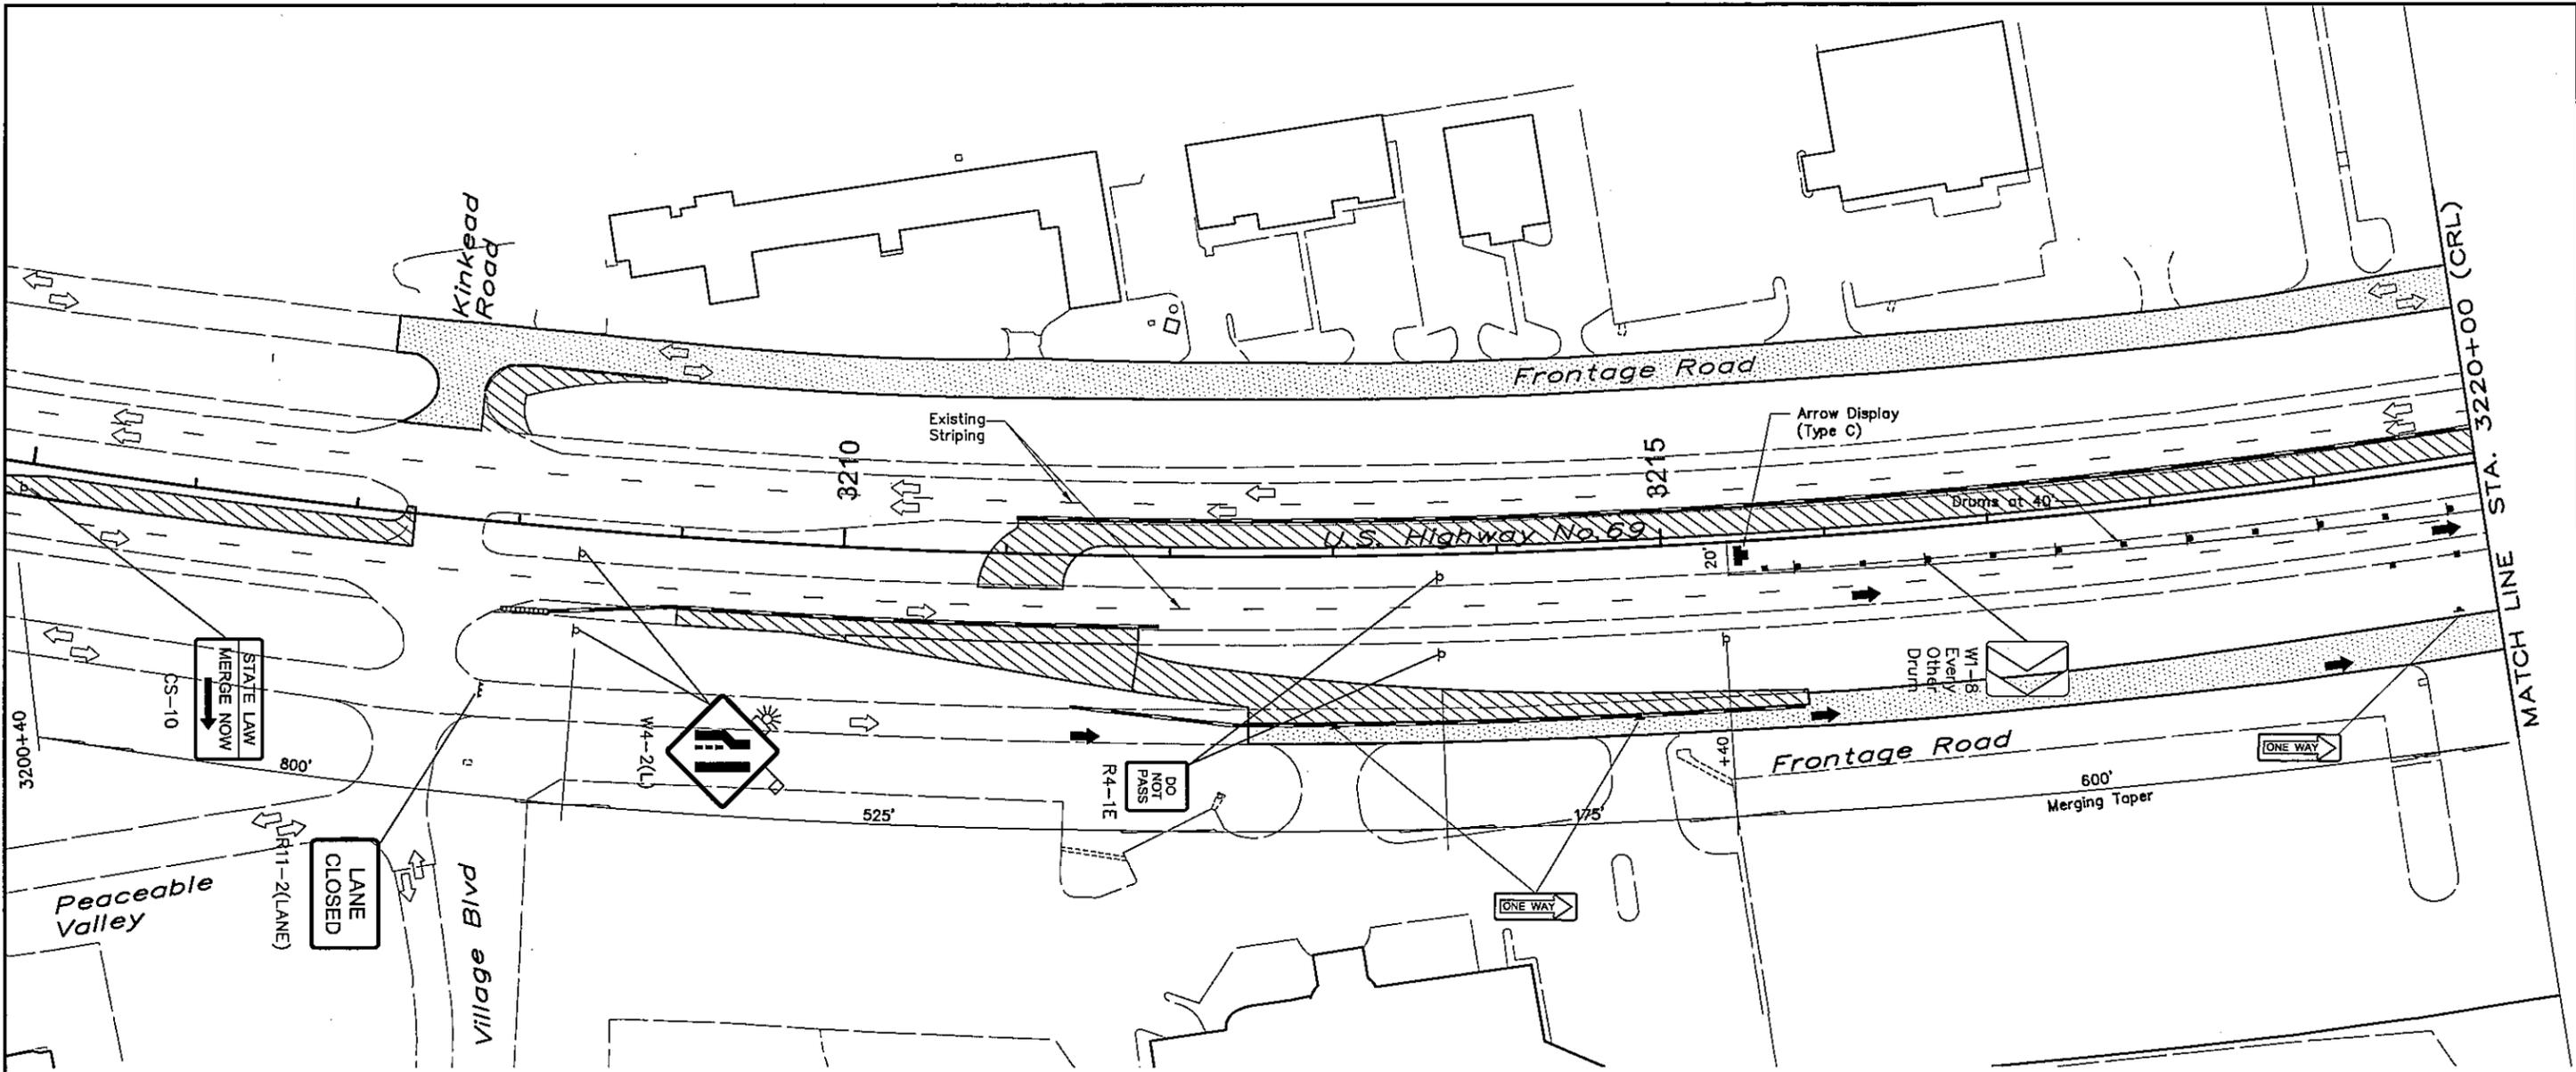 Kinkead
Road
Existing
Striping
3210
3215
Arrow Display
(Type C)
Frontage Road
U.S. Highway No.69
Drums at 40'
20'
MATCH LINE STA. 3220+00 (CRL)
W1-8
Every
Other
Drum
STATE LAW
MERGE NOW
CS-10
3200+40
800'
W4-2(L)
DO
NOT
PASS
R4-1E
+40
Frontage Road
ONE WAY
600'
Merging Taper
525'
175'
ONE WAY
LANE
CLOSED
R11-2(LANE)
Peaceable
Valley
Village Blvd